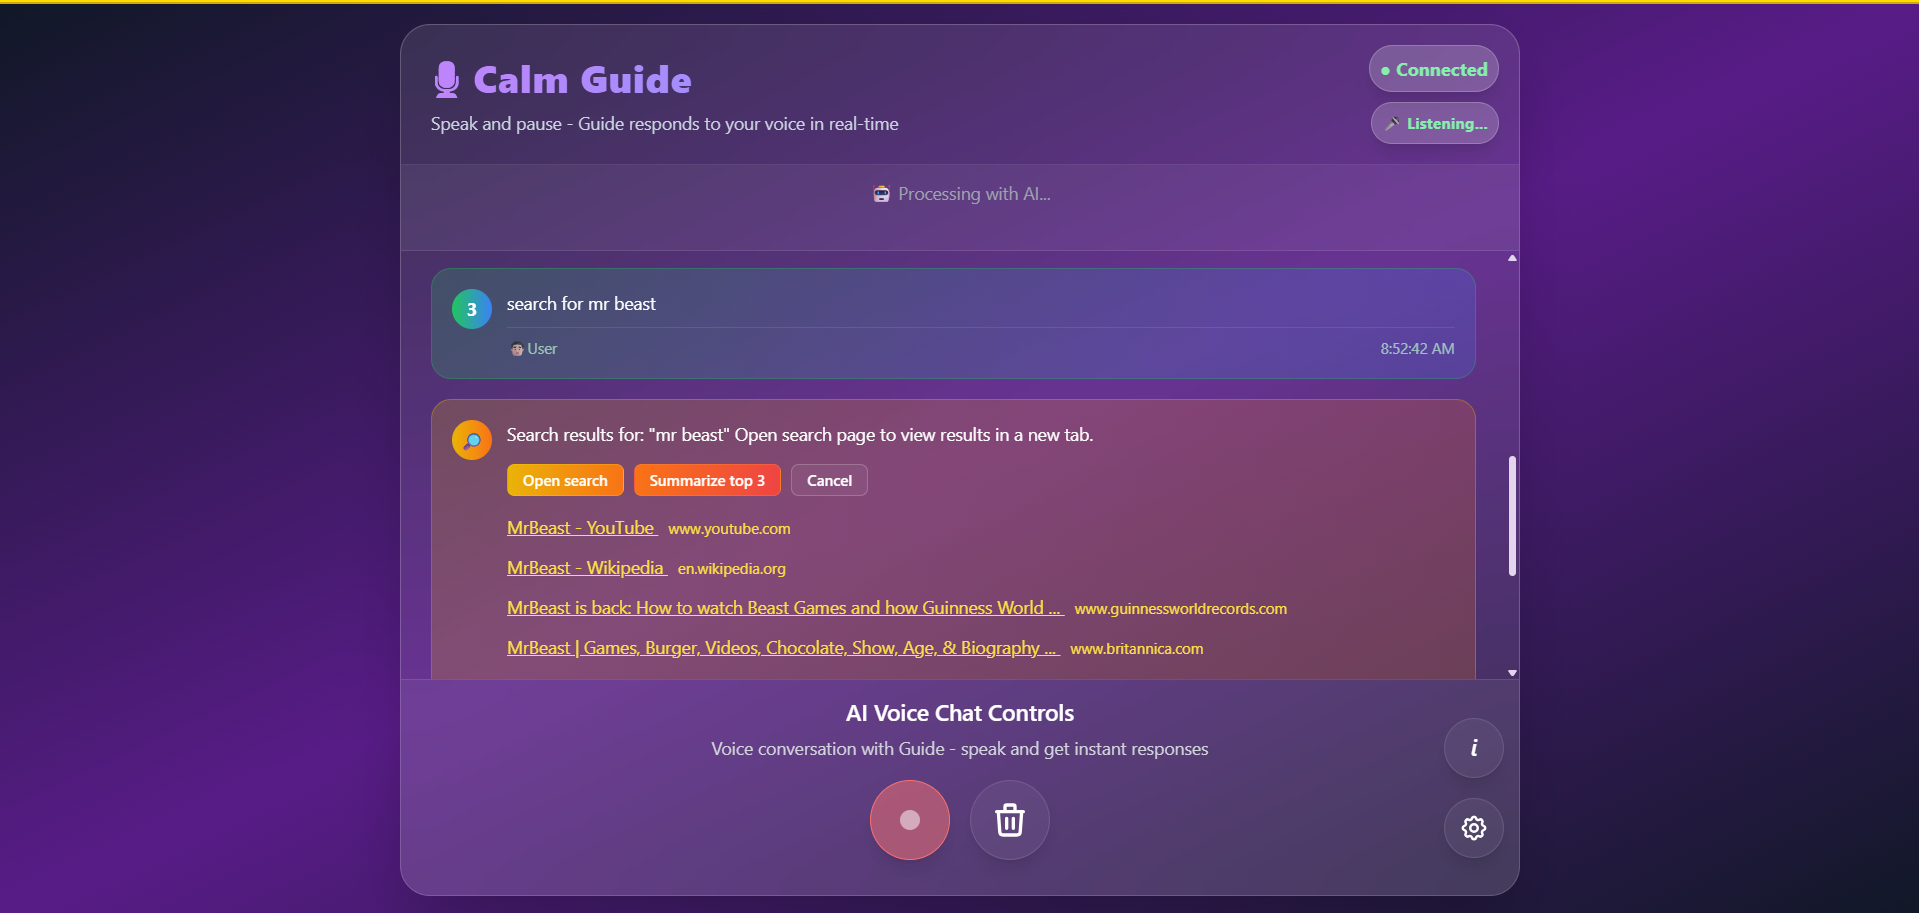 Calm Guide
Speak and pause - Guide responds to your voice in real-time
● Connected
Listening...
Processing with AI...
3
search for mr beast
User
8:52:42 AM
Search results for: "mr beast" Open search page to view results in a new tab.
Open search
Summarize top 3
Cancel
MrBeast - YouTube www.youtube.com
MrBeast - Wikipedia en.wikipedia.org
MrBeast is back: How to watch Beast Games and how Guinness World ... www.guinnessworldrecords.com
MrBeast | Games, Burger, Videos, Chocolate, Show, Age, & Biography ... www.britannica.com
AI Voice Chat Controls
Voice conversation with Guide - speak and get instant responses
i